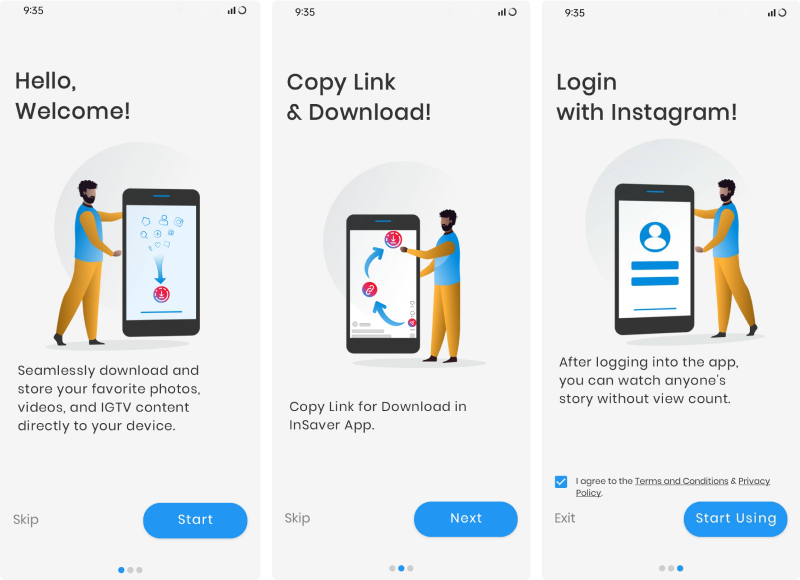 9:35
Hello,
Welcome!
Seamlessly download and
store your favorite photos,
videos, and IGTV content
directly to your device.
Skip
Start
9:35
Copy Link
& Download!
Copy Link for Download in
InSaver App.
Skip
Next
9:35
Login
with Instagram!
After logging into the app,
you can watch anyone's
story without view count.
I agree to the Terms and Conditions & Privacy
Policy.
Exit
Start Using